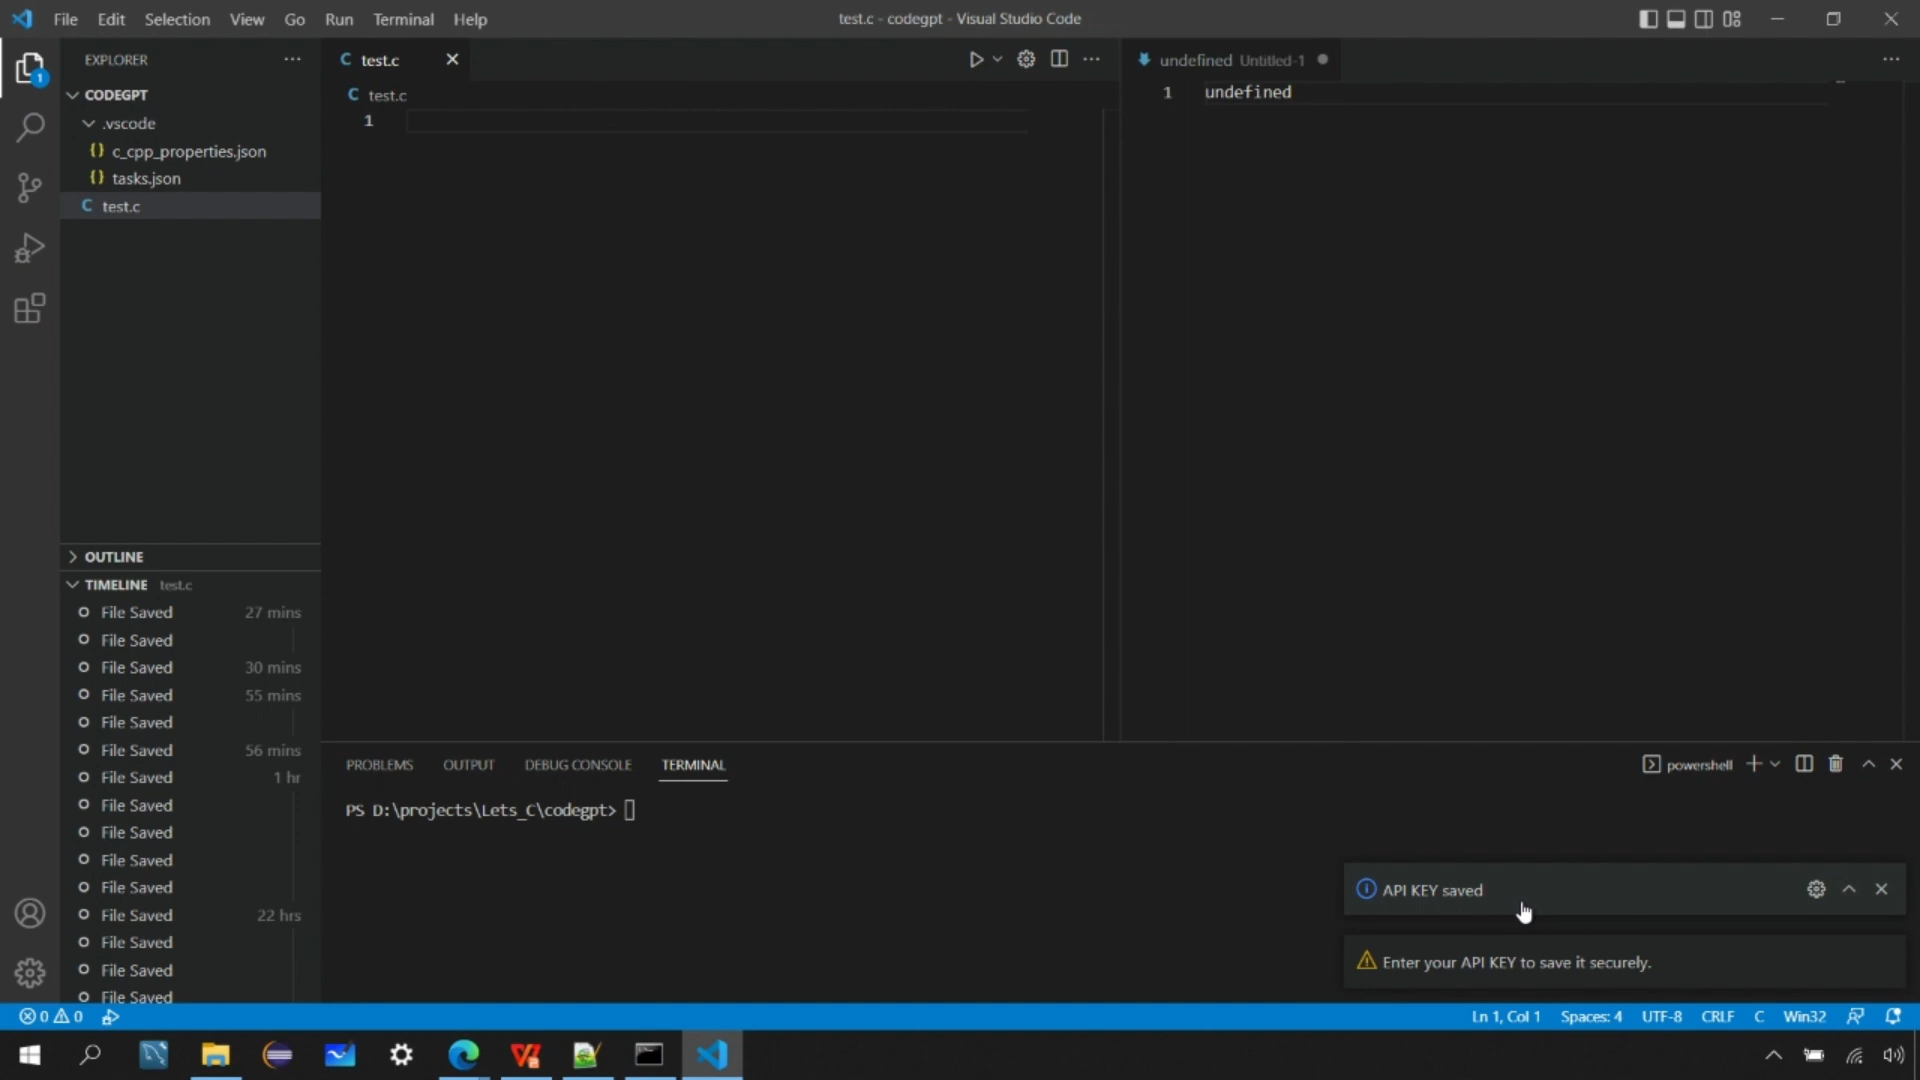 File Edit Selection View Go Run Terminal Help
test.c - codegpt - Visual Studio Code
EXPLORER
1
CODEGPT
.vscode
{} c_cpp_properties.json
{} tasks.json
C test.c
OUTLINE
TIMELINE test.c
File Saved 27 mins
File Saved
File Saved 30 mins
File Saved 55 mins
File Saved
File Saved 56 mins
File Saved 1 hr
File Saved
File Saved
File Saved
File Saved
File Saved 22 hrs
File Saved
File Saved
File Saved
C test.c
C test.c
1
undefined Untitled-1
1 undefined
PROBLEMS OUTPUT DEBUG CONSOLE TERMINAL
powershell
PS D:\projects\Lets_C\codegpt>
API KEY saved
Enter your API KEY to save it securely.
0 0
Ln 1, Col 1 Spaces: 4 UTF-8 CRLF C Win32